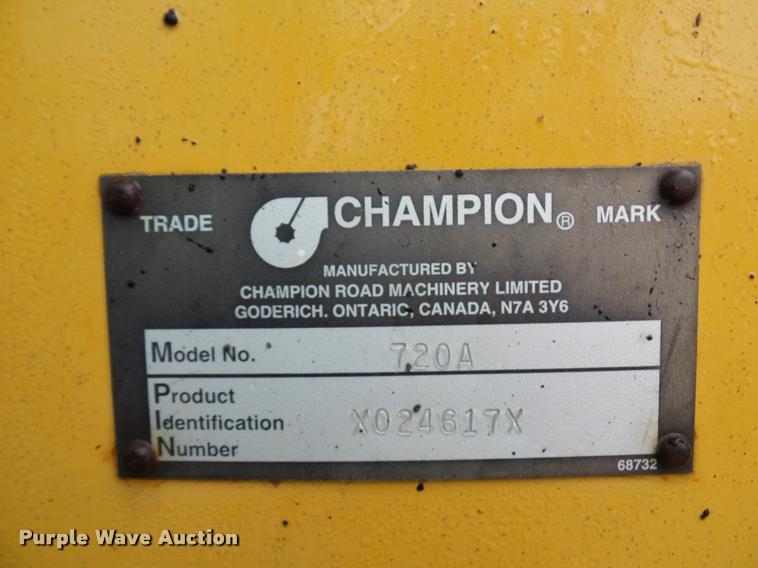 TRADE CHAMPION ® MARK
MANUFACTURED BY
CHAMPION ROAD MACHINERY LIMITED
GODERICH, ONTARIO, CANADA, N7A 3Y6
Model No. 720A
Product
Identification X024617X
Number
68732
Purple Wave Auction